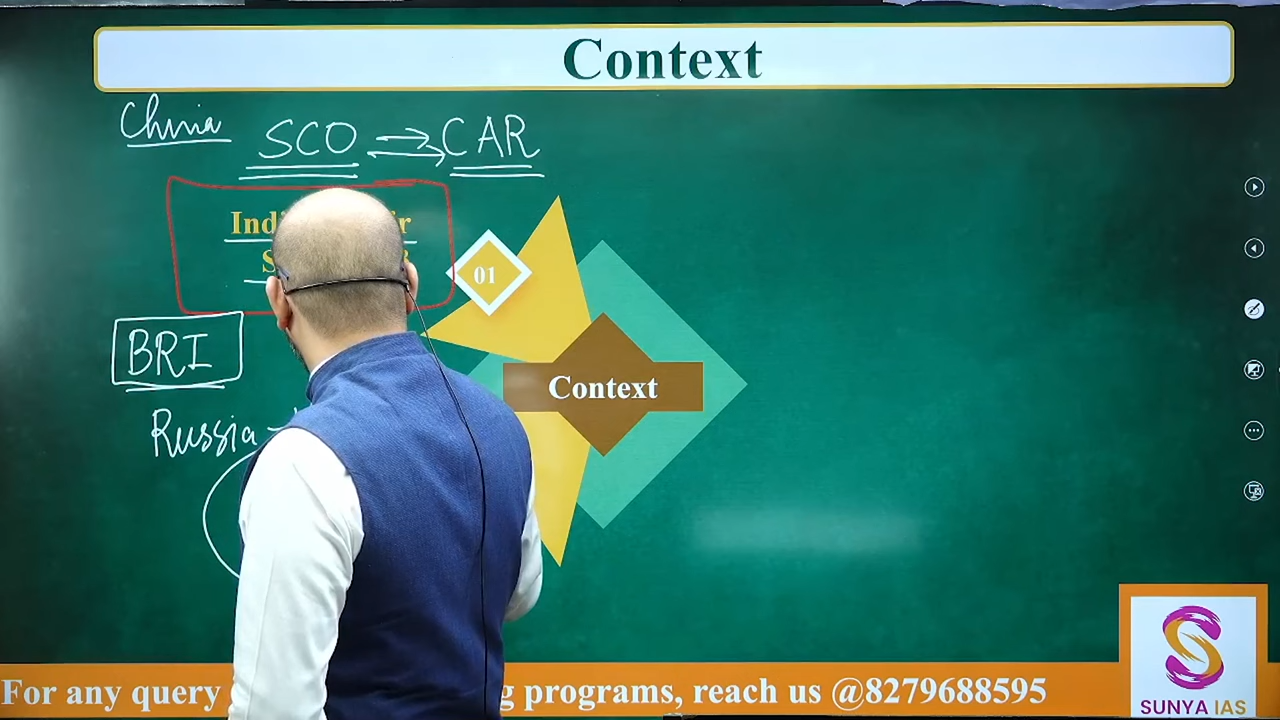 Context
China
SCO ⇒ CAR
01
BRI
Context
Russia
For any query programs, reach us @8279688595
SUNYA IAS